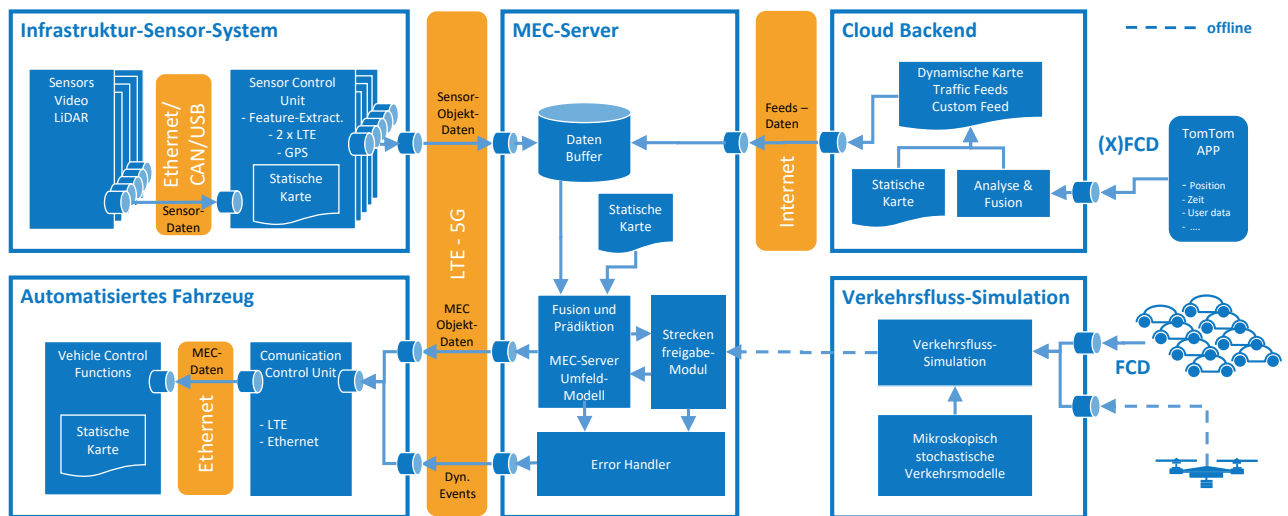 Infrastruktur-Sensor-System
Sensors
Video
LiDAR
Ethernet/
CAN/USB
Sensor-
Daten
Sensor Control
Unit
- Feature-Extract.
- 2 x LTE
- GPS
Statische
Karte
Sensor-
Objekt-
Daten
LTE - 5G
MEC
Objekt-
Daten
Dyn.
Events
MEC-Server
Daten
Buffer
Statische
Karte
Fusion und
Prädiktion
MEC-Server
Umfeld-
Modell
Strecken
freigabe-
Modul
Error Handler
Feeds –
Daten
Internet
Cloud Backend
Dynamische Karte
Traffic Feeds
Custom Feed
Statische
Karte
Analyse &
Fusion
offline
(X)FCD
TomTom
APP
- Position
- Zeit
- User data
- ....
Automatisiertes Fahrzeug
Vehicle Control
Functions
Statische
Karte
MEC-
Daten
Ethernet
Comunication
Control Unit
- LTE
- Ethernet
Verkehrsfluss-Simulation
Verkehrsfluss-
Simulation
Mikroskopisch
stochastische
Verkehrsmodelle
FCD